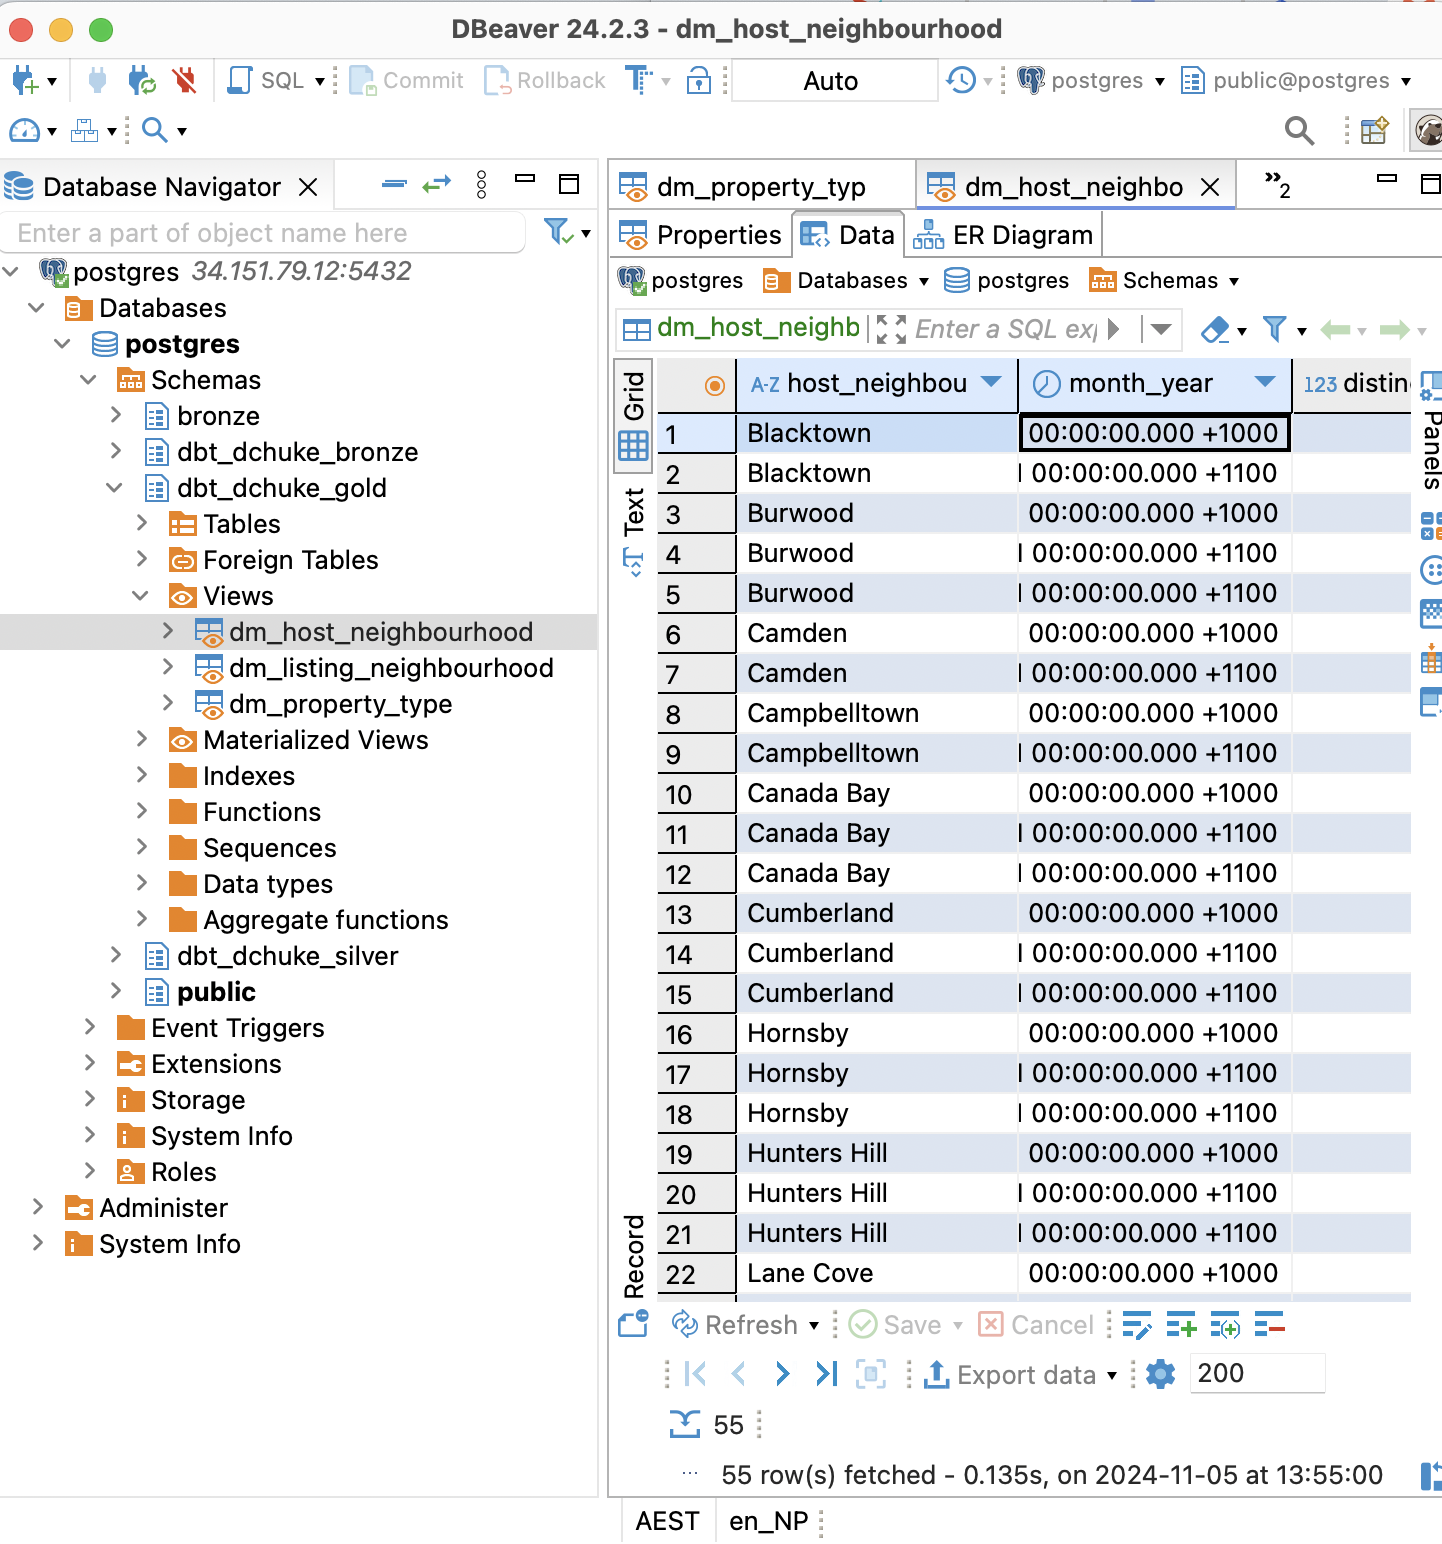 DBeaver 24.2.3 - dm_host_neighbourhood
SQL Commit Rollback Auto postgres public@postgres
Database Navigator
Enter a part of object name here
postgres 34.151.79.12:5432
Databases
postgres
Schemas
bronze
dbt_dchuke_bronze
dbt_dchuke_gold
Tables
Foreign Tables
Views
dm_host_neighbourhood
dm_listing_neighbourhood
dm_property_type
Materialized Views
Indexes
Functions
Sequences
Data types
Aggregate functions
dbt_dchuke_silver
public
Event Triggers
Extensions
Storage
System Info
Roles
Administer
System Info
dm_property_typ dm_host_neighbo »2
Properties Data ER Diagram
postgres Databases postgres Schemas
dm_host_neighb Enter a SQL exp
Grid
Text
Record
A-Z host_neighbou month_year 123 distin
1 Blacktown 00:00:00.000 +1000
2 Blacktown 00:00:00.000 +1100
3 Burwood 00:00:00.000 +1000
4 Burwood 00:00:00.000 +1100
5 Burwood 00:00:00.000 +1100
6 Camden 00:00:00.000 +1000
7 Camden 00:00:00.000 +1100
8 Campbelltown 00:00:00.000 +1000
9 Campbelltown 00:00:00.000 +1100
10 Canada Bay 00:00:00.000 +1000
11 Canada Bay 00:00:00.000 +1100
12 Canada Bay 00:00:00.000 +1100
13 Cumberland 00:00:00.000 +1000
14 Cumberland 00:00:00.000 +1100
15 Cumberland 00:00:00.000 +1100
16 Hornsby 00:00:00.000 +1000
17 Hornsby 00:00:00.000 +1100
18 Hornsby 00:00:00.000 +1100
19 Hunters Hill 00:00:00.000 +1000
20 Hunters Hill 00:00:00.000 +1100
21 Hunters Hill 00:00:00.000 +1100
22 Lane Cove 00:00:00.000 +1000
Panels
Refresh Save Cancel
Export data 200
55
... 55 row(s) fetched - 0.135s, on 2024-11-05 at 13:55:00
AEST en_NP